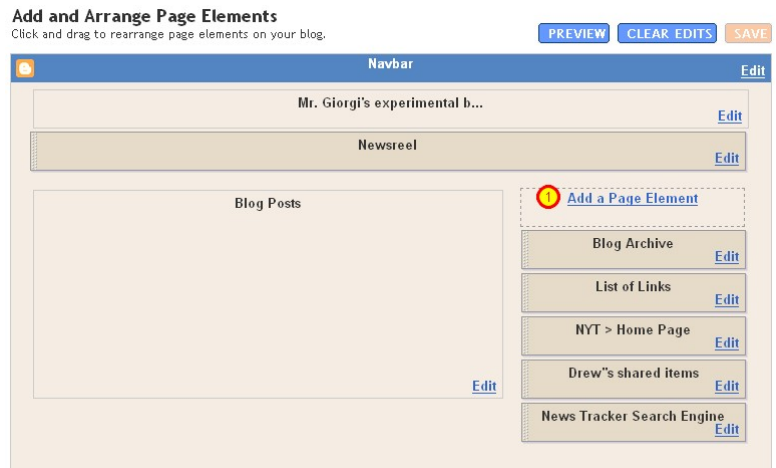 Add and Arrange Page Elements
Click and drag to rearrange page elements on your blog.
PREVIEW CLEAR EDITS SAVE
Navbar
Edit
Mr. Giorgi's experimental b...
Edit
Newsreel
Edit
Blog Posts
Edit
1 Add a Page Element
Blog Archive
Edit
List of Links
Edit
NYT > Home Page
Edit
Drew"s shared items
Edit
News Tracker Search Engine
Edit